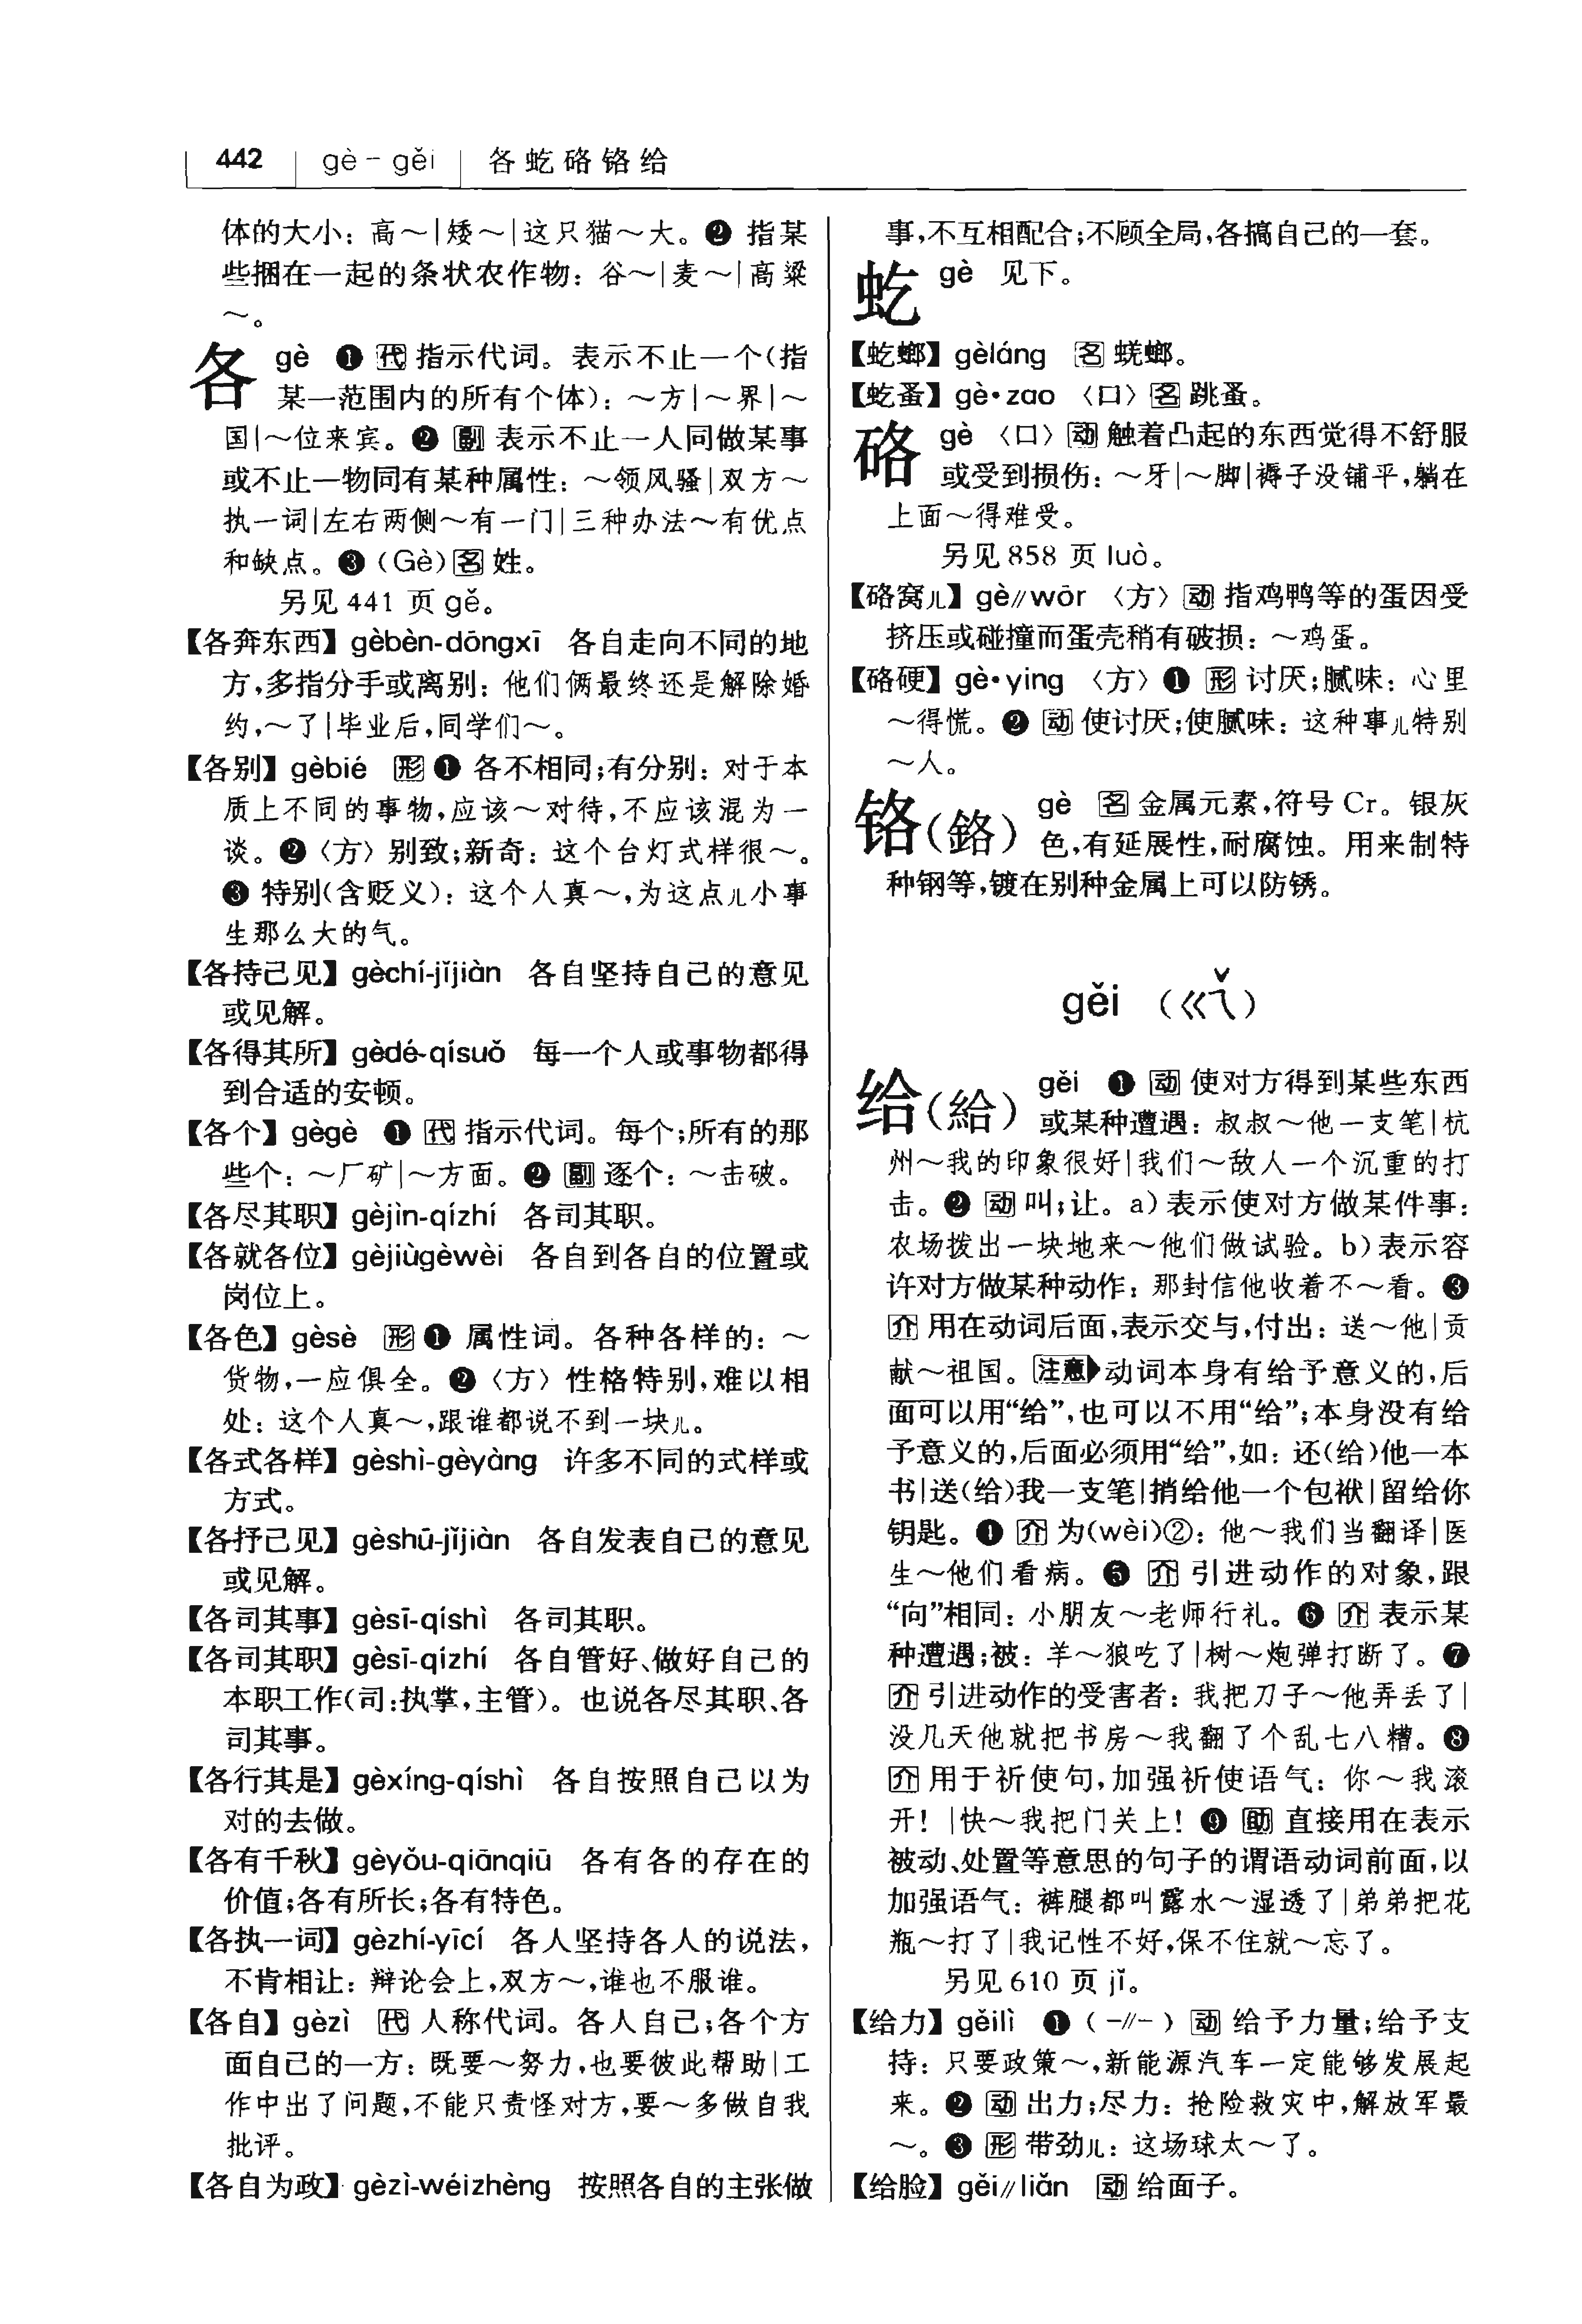 442 gè-gěi 各虼硌铬给
体的大小：高～|矮～|这只猫～大。❷ 指某
些捆在一起的条状农作物：谷～|麦～|高粱
～。
各 gè ❶ 代 指示代词。表示不止一个（指
某一范围内的所有个体）：～方|～界|～
国|～位来宾。❷ 副 表示不止一人同做某事
或不止一物同有某种属性：～领风骚|双方～
执一词|左右两侧～有一门|三种办法～有优点
和缺点。❸（Gè）名 姓。
另见 441 页 gě。
【各奔东西】gèbèn-dōngxī 各自走向不同的地
方，多指分手或离别：他们俩最终还是解除婚
约，～了|毕业后，同学们～。
【各别】gèbié 形 ❶ 各不相同；有分别：对于本
质上不同的事物，应该～对待，不应该混为一
谈。❷〈方〉别致；新奇：这个台灯式样很～。
❸ 特别（含贬义）：这个人真～，为这点儿小事
生那么大的气。
【各持己见】gèchí-jǐjiàn 各自坚持自己的意见
或见解。
【各得其所】gèdé-qísuǒ 每一个人或事物都得
到合适的安顿。
【各个】gègè ❶ 代 指示代词。每个；所有的那
些个：～厂矿|～方面。❷ 副 逐个：～击破。
【各尽其职】gèjìn-qízhí 各司其职。
【各就各位】gèjiùgèwèi 各自到各自的位置或
岗位上。
【各色】gèsè 形 ❶ 属性词。各种各样的：～
货物，一应俱全。❷〈方〉性格特别，难以相
处：这个人真～，跟谁都说不到一块儿。
【各式各样】gèshì-gèyàng 许多不同的式样或
方式。
【各抒己见】gèshū-jǐjiàn 各自发表自己的意见
或见解。
【各司其事】gèsī-qíshì 各司其职。
【各司其职】gèsī-qízhí 各自管好、做好自己的
本职工作（司：执掌，主管）。也说各尽其职、各
司其事。
【各行其是】gèxíng-qíshì 各自按照自己以为
对的去做。
【各有千秋】gèyǒu-qiānqiū 各有各的存在的
价值；各有所长；各有特色。
【各执一词】gèzhí-yīcí 各人坚持各人的说法，
不肯相让：辩论会上，双方～，谁也不服谁。
【各自】gèzì 代 人称代词。各人自己；各个方
面自己的一方：既要～努力，也要彼此帮助|工
作中出了问题，不能只责怪对方，要～多做自我
批评。
【各自为政】gèzì-wéizhèng 按照各自的主张做
事，不互相配合；不顾全局，各搞自己的一套。
虼 gè 见下。
【虼螂】gèláng 名 蜣螂。
【虼蚤】gè·zao 〈口〉名 跳蚤。
硌 gè 〈口〉动 触着凸起的东西觉得不舒服
或受到损伤：～牙|～脚|褥子没铺平，躺在
上面～得难受。
另见 858 页 luò。
【硌窝儿】gè//wōr 〈方〉动 指鸡鸭等的蛋因受
挤压或碰撞而蛋壳稍有破损：～鸡蛋。
【硌硬】gè·ying 〈方〉❶ 形 讨厌；腻味：心里
～得慌。❷ 动 使讨厌；使腻味：这种事儿特别
～人。
铬（鉻） gè 名 金属元素，符号 Cr。银灰
色，有延展性，耐腐蚀。用来制特
种钢等，镀在别种金属上可以防锈。
gěi （ㄍㄟˇ）
给（給） gěi ❶ 动 使对方得到某些东西
或某种遭遇：叔叔～他一支笔|杭
州～我的印象很好|我们～敌人一个沉重的打
击。❷ 动 叫；让。a）表示使对方做某件事：
农场拨出一块地来～他们做试验。b）表示容
许对方做某种动作：那封信他收着不～看。❸
介 用在动词后面，表示交与，付出：送～他|贡
献～祖国。注意 动词本身有给予意义的，后
面可以用“给”，也可以不用“给”；本身没有给
予意义的，后面必须用“给”，如：还（给）他一本
书|送（给）我一支笔|捎给他一个包袱|留给你
钥匙。❹ 介 为（wèi）②：他～我们当翻译|医
生～他们看病。❺ 介 引进动作的对象，跟
“向”相同：小朋友～老师行礼。❻ 介 表示某
种遭遇；被：羊～狼吃了|树～炮弹打断了。❼
介 引进动作的受害者：我把刀子～他弄丢了|
没几天他就把书房～我翻了个乱七八糟。❽
介 用于祈使句，加强祈使语气：你～我滚
开！|快～我把门关上！❾ 助 直接用在表示
被动、处置等意思的句子的谓语动词前面，以
加强语气：裤腿都叫露水～湿透了|弟弟把花
瓶～打了|我记性不好，保不住就～忘了。
另见 610 页 jǐ。
【给力】gěilì ❶（-//-）动 给予力量；给予支
持：只要政策～，新能源汽车一定能够发展起
来。❷ 动 出力；尽力：抢险救灾中，解放军最
～。❸ 形 带劲儿：这场球太～了。
【给脸】gěi//liǎn 动 给面子。